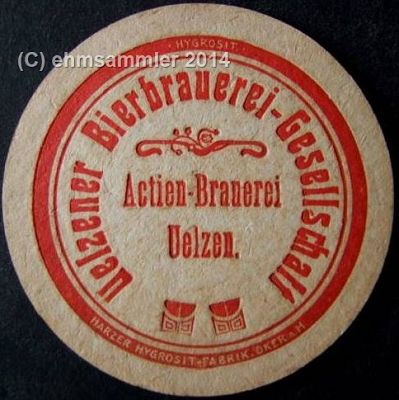 (C) ehmsammler 2014
· HYGROSIT ·
Uelzener Bierbrauerei-Gesellschaft
Actien-Brauerei
Uelzen.
HARZER HYGROSIT-FABRIK OKER a H